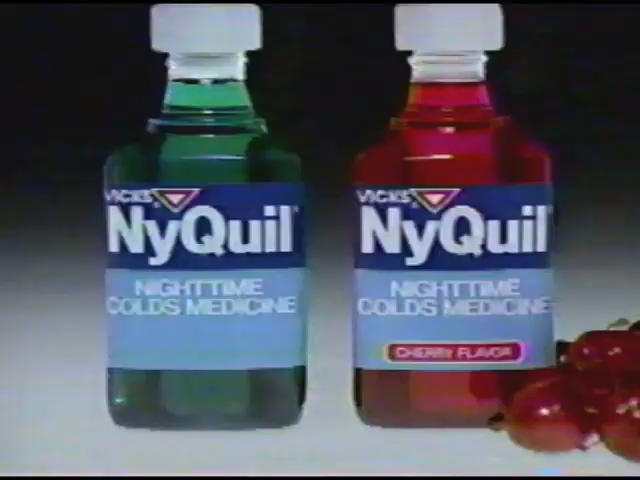 VICKS
NyQuil
NIGHTTIME
COLDS MEDICINE
VICKS
NyQuil
NIGHTTIME
COLDS MEDICINE
CHERRY FLAVOR